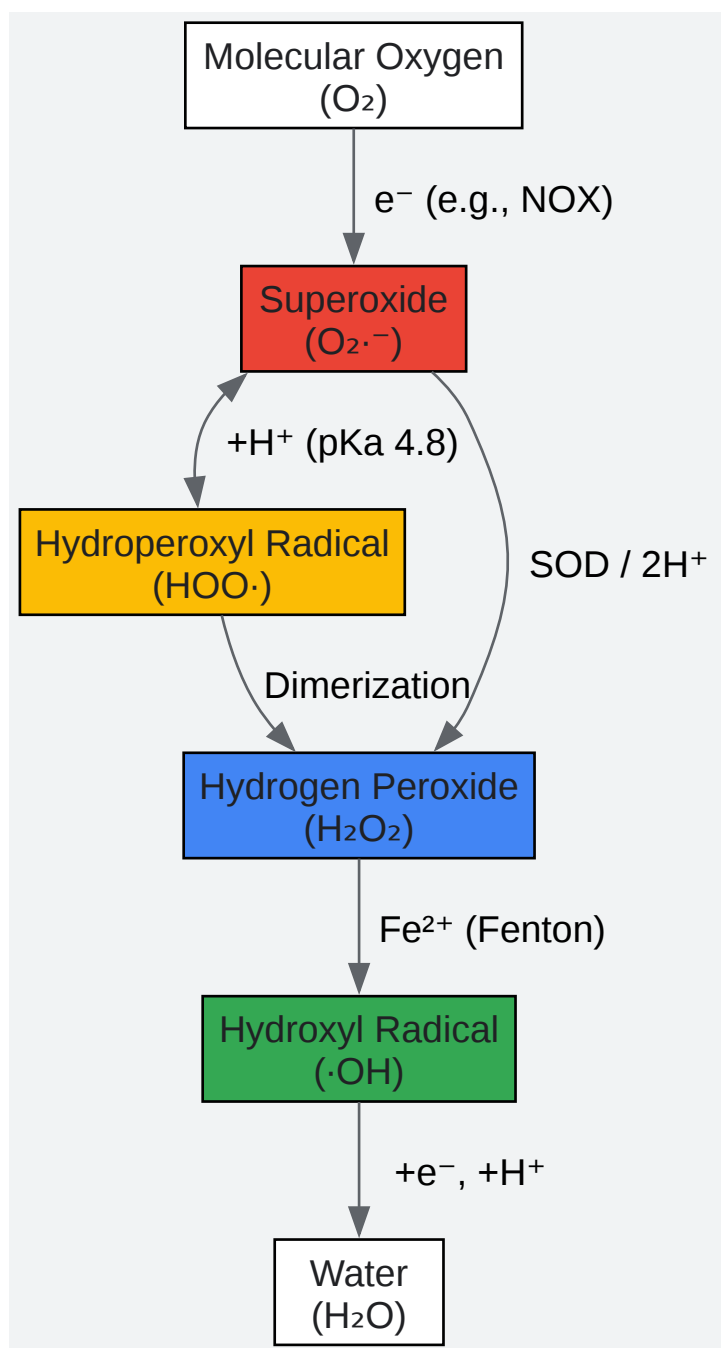 Molecular Oxygen
(O₂)
e⁻ (e.g., NOX)
Superoxide
(O₂·⁻)
+H⁺ (pKa 4.8)
Hydroperoxyl Radical
(HOO·)
SOD / 2H⁺
Dimerization
Hydrogen Peroxide
(H₂O₂)
Fe²⁺ (Fenton)
Hydroxyl Radical
(·OH)
+e⁻, +H⁺
Water
(H₂O)